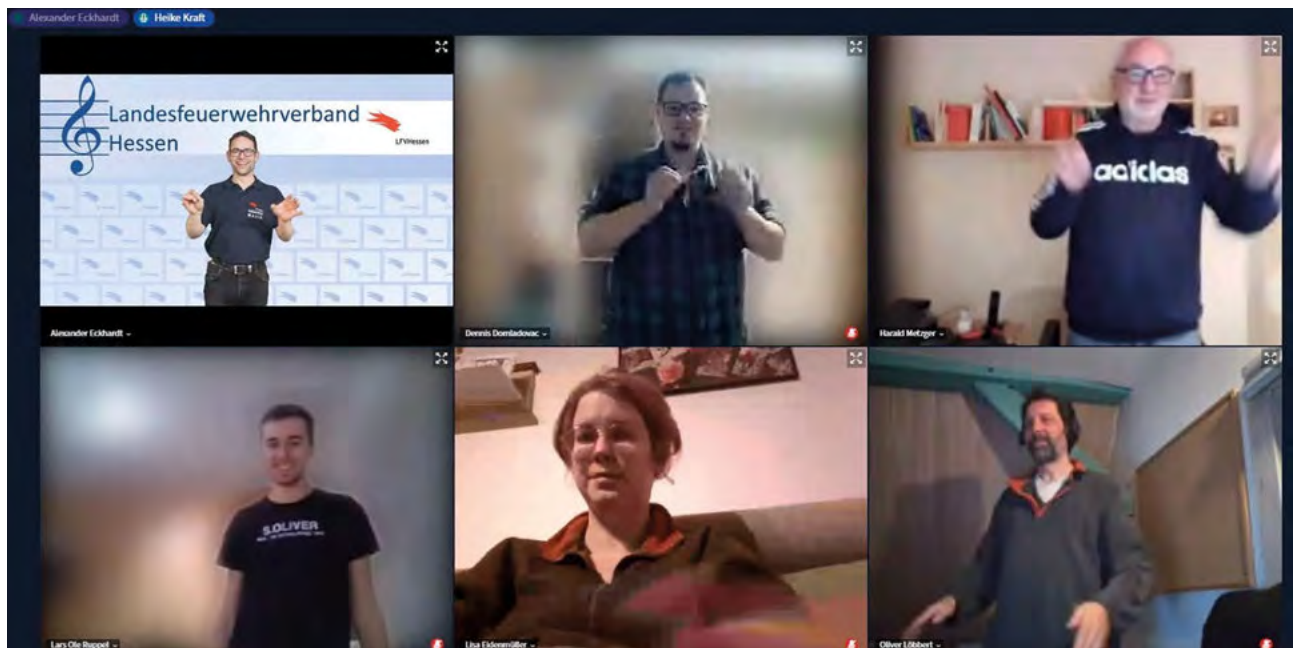 Alexander Eckhardt
Heike Kraft
Landesfeuerwehrverband
Hessen
LFVHessen
Alexander Eckhardt
Dennis Domladovac
adidas
Harald Metzger
S.OLIVER
Lars Ole Ruppel
Lisa Eidenmüller
Oliver Löbbert